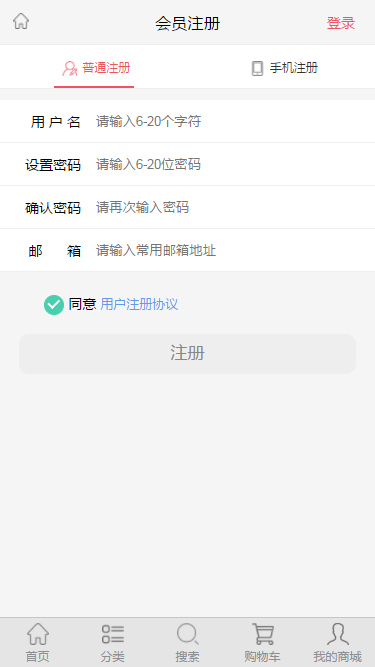 会员注册 登录
普通注册 手机注册
用 户 名 请输入6-20个字符
设置密码 请输入6-20位密码
确认密码 请再次输入密码
邮 箱 请输入常用邮箱地址
同意 用户注册协议
注册
首页 分类 搜索 购物车 我的商城